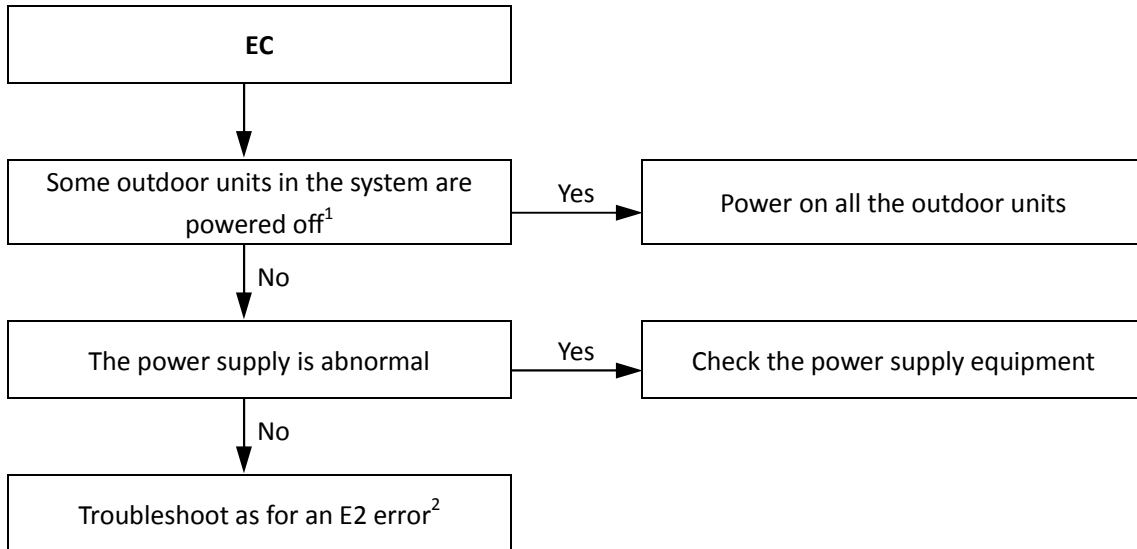 EC
Some outdoor units in the system are
powered off¹
Yes
Power on all the outdoor units
No
The power supply is abnormal
Yes
Check the power supply equipment
No
Troubleshoot as for an E2 error²